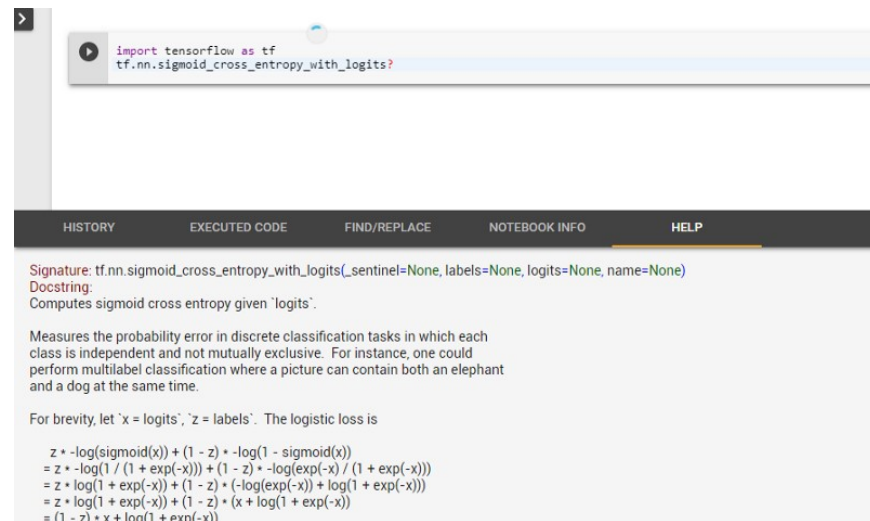 import tensorflow as tf
tf.nn.sigmoid_cross_entropy_with_logits?
HISTORY EXECUTED CODE FIND/REPLACE NOTEBOOK INFO HELP
Signature: tf.nn.sigmoid_cross_entropy_with_logits(_sentinel=None, labels=None, logits=None, name=None)
Docstring:
Computes sigmoid cross entropy given `logits`.
Measures the probability error in discrete classification tasks in which each
class is independent and not mutually exclusive. For instance, one could
perform multilabel classification where a picture can contain both an elephant
and a dog at the same time.
For brevity, let `x = logits`, `z = labels`. The logistic loss is
z * -log(sigmoid(x)) + (1 - z) * -log(1 - sigmoid(x))
= z * -log(1 / (1 + exp(-x))) + (1 - z) * -log(exp(-x) / (1 + exp(-x)))
= z * log(1 + exp(-x)) + (1 - z) * (-log(exp(-x)) + log(1 + exp(-x)))
= z * log(1 + exp(-x)) + (1 - z) * (x + log(1 + exp(-x))
= (1 - z) * x + log(1 + exp(-x))